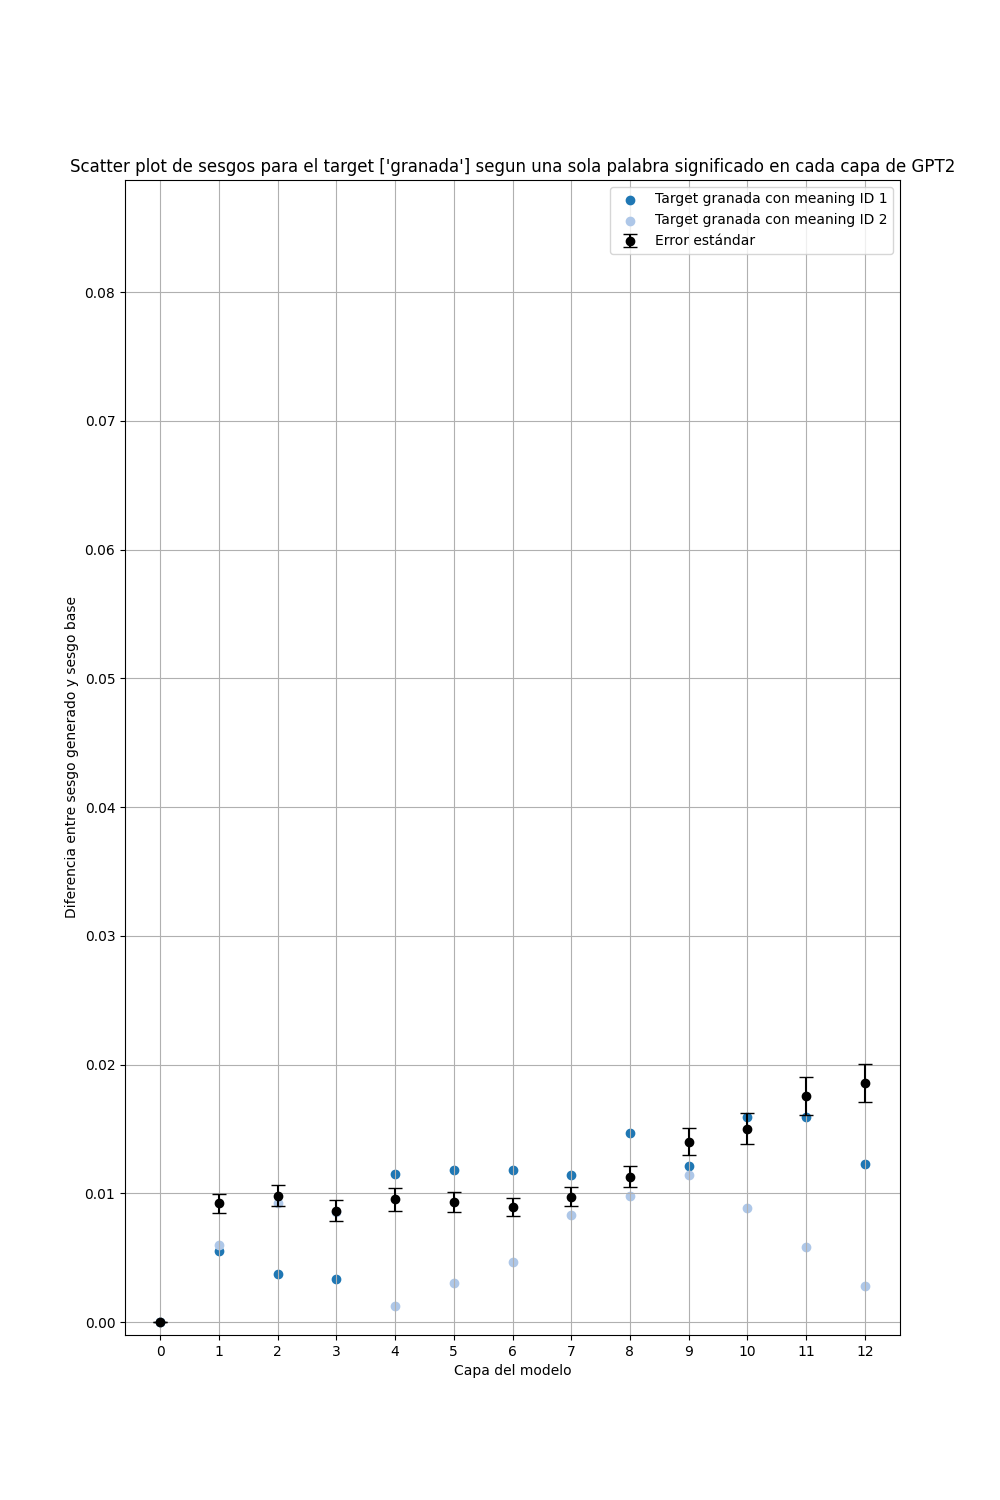 Scatter plot de sesgos para el target ['granada'] segun una sola palabra significado en cada capa de GPT2
Target granada con meaning ID 1
Target granada con meaning ID 2
Error estándar
0.08
0.07
0.06
0.05
0.04
0.03
0.02
0.01
0.00
Diferencia entre sesgo generado y sesgo base
0 1 2 3 4 5 6 7 8 9 10 11 12
Capa del modelo